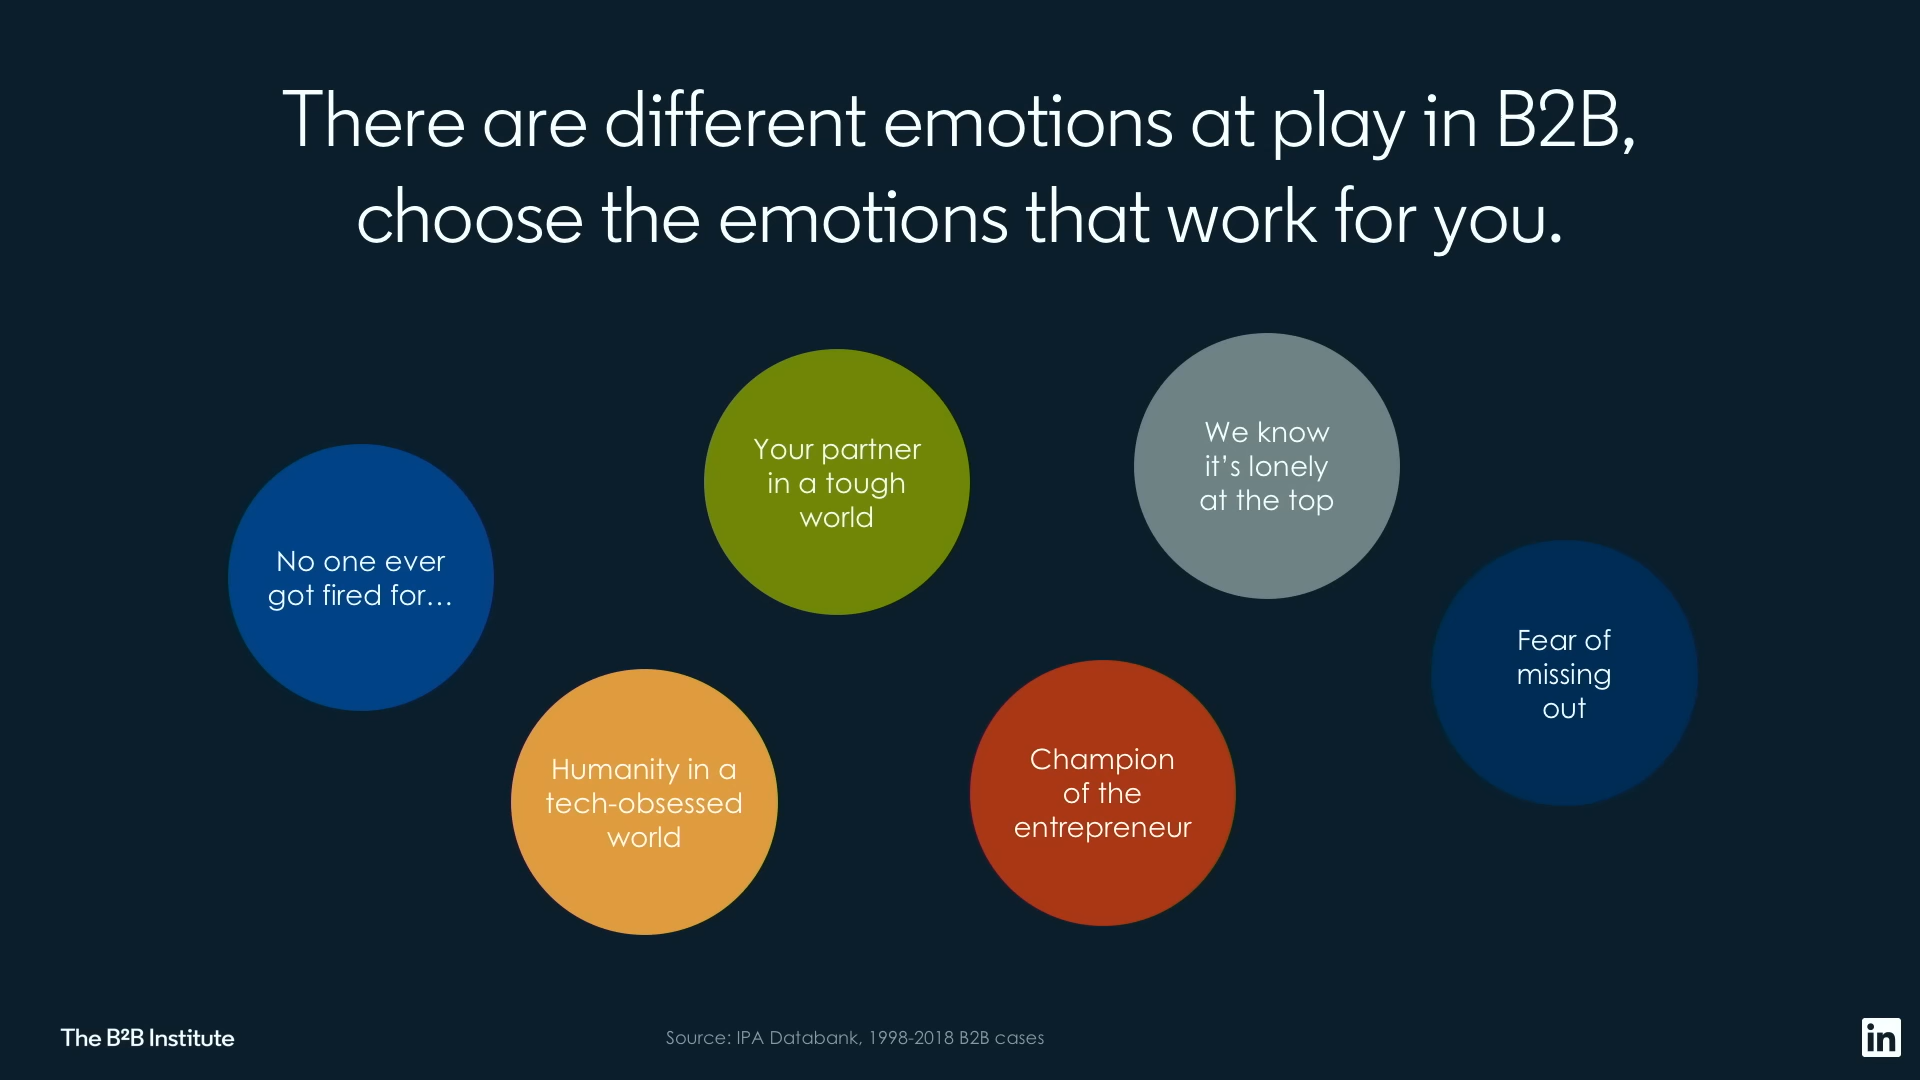 There are different emotions at play in B2B,
choose the emotions that work for you.
No one ever
got fired for…
Your partner
in a tough
world
We know
it’s lonely
at the top
Humanity in a
tech-obsessed
world
Champion
of the
entrepreneur
Fear of
missing
out
The B²B Institute
Source: IPA Databank, 1998-2018 B2B cases
in